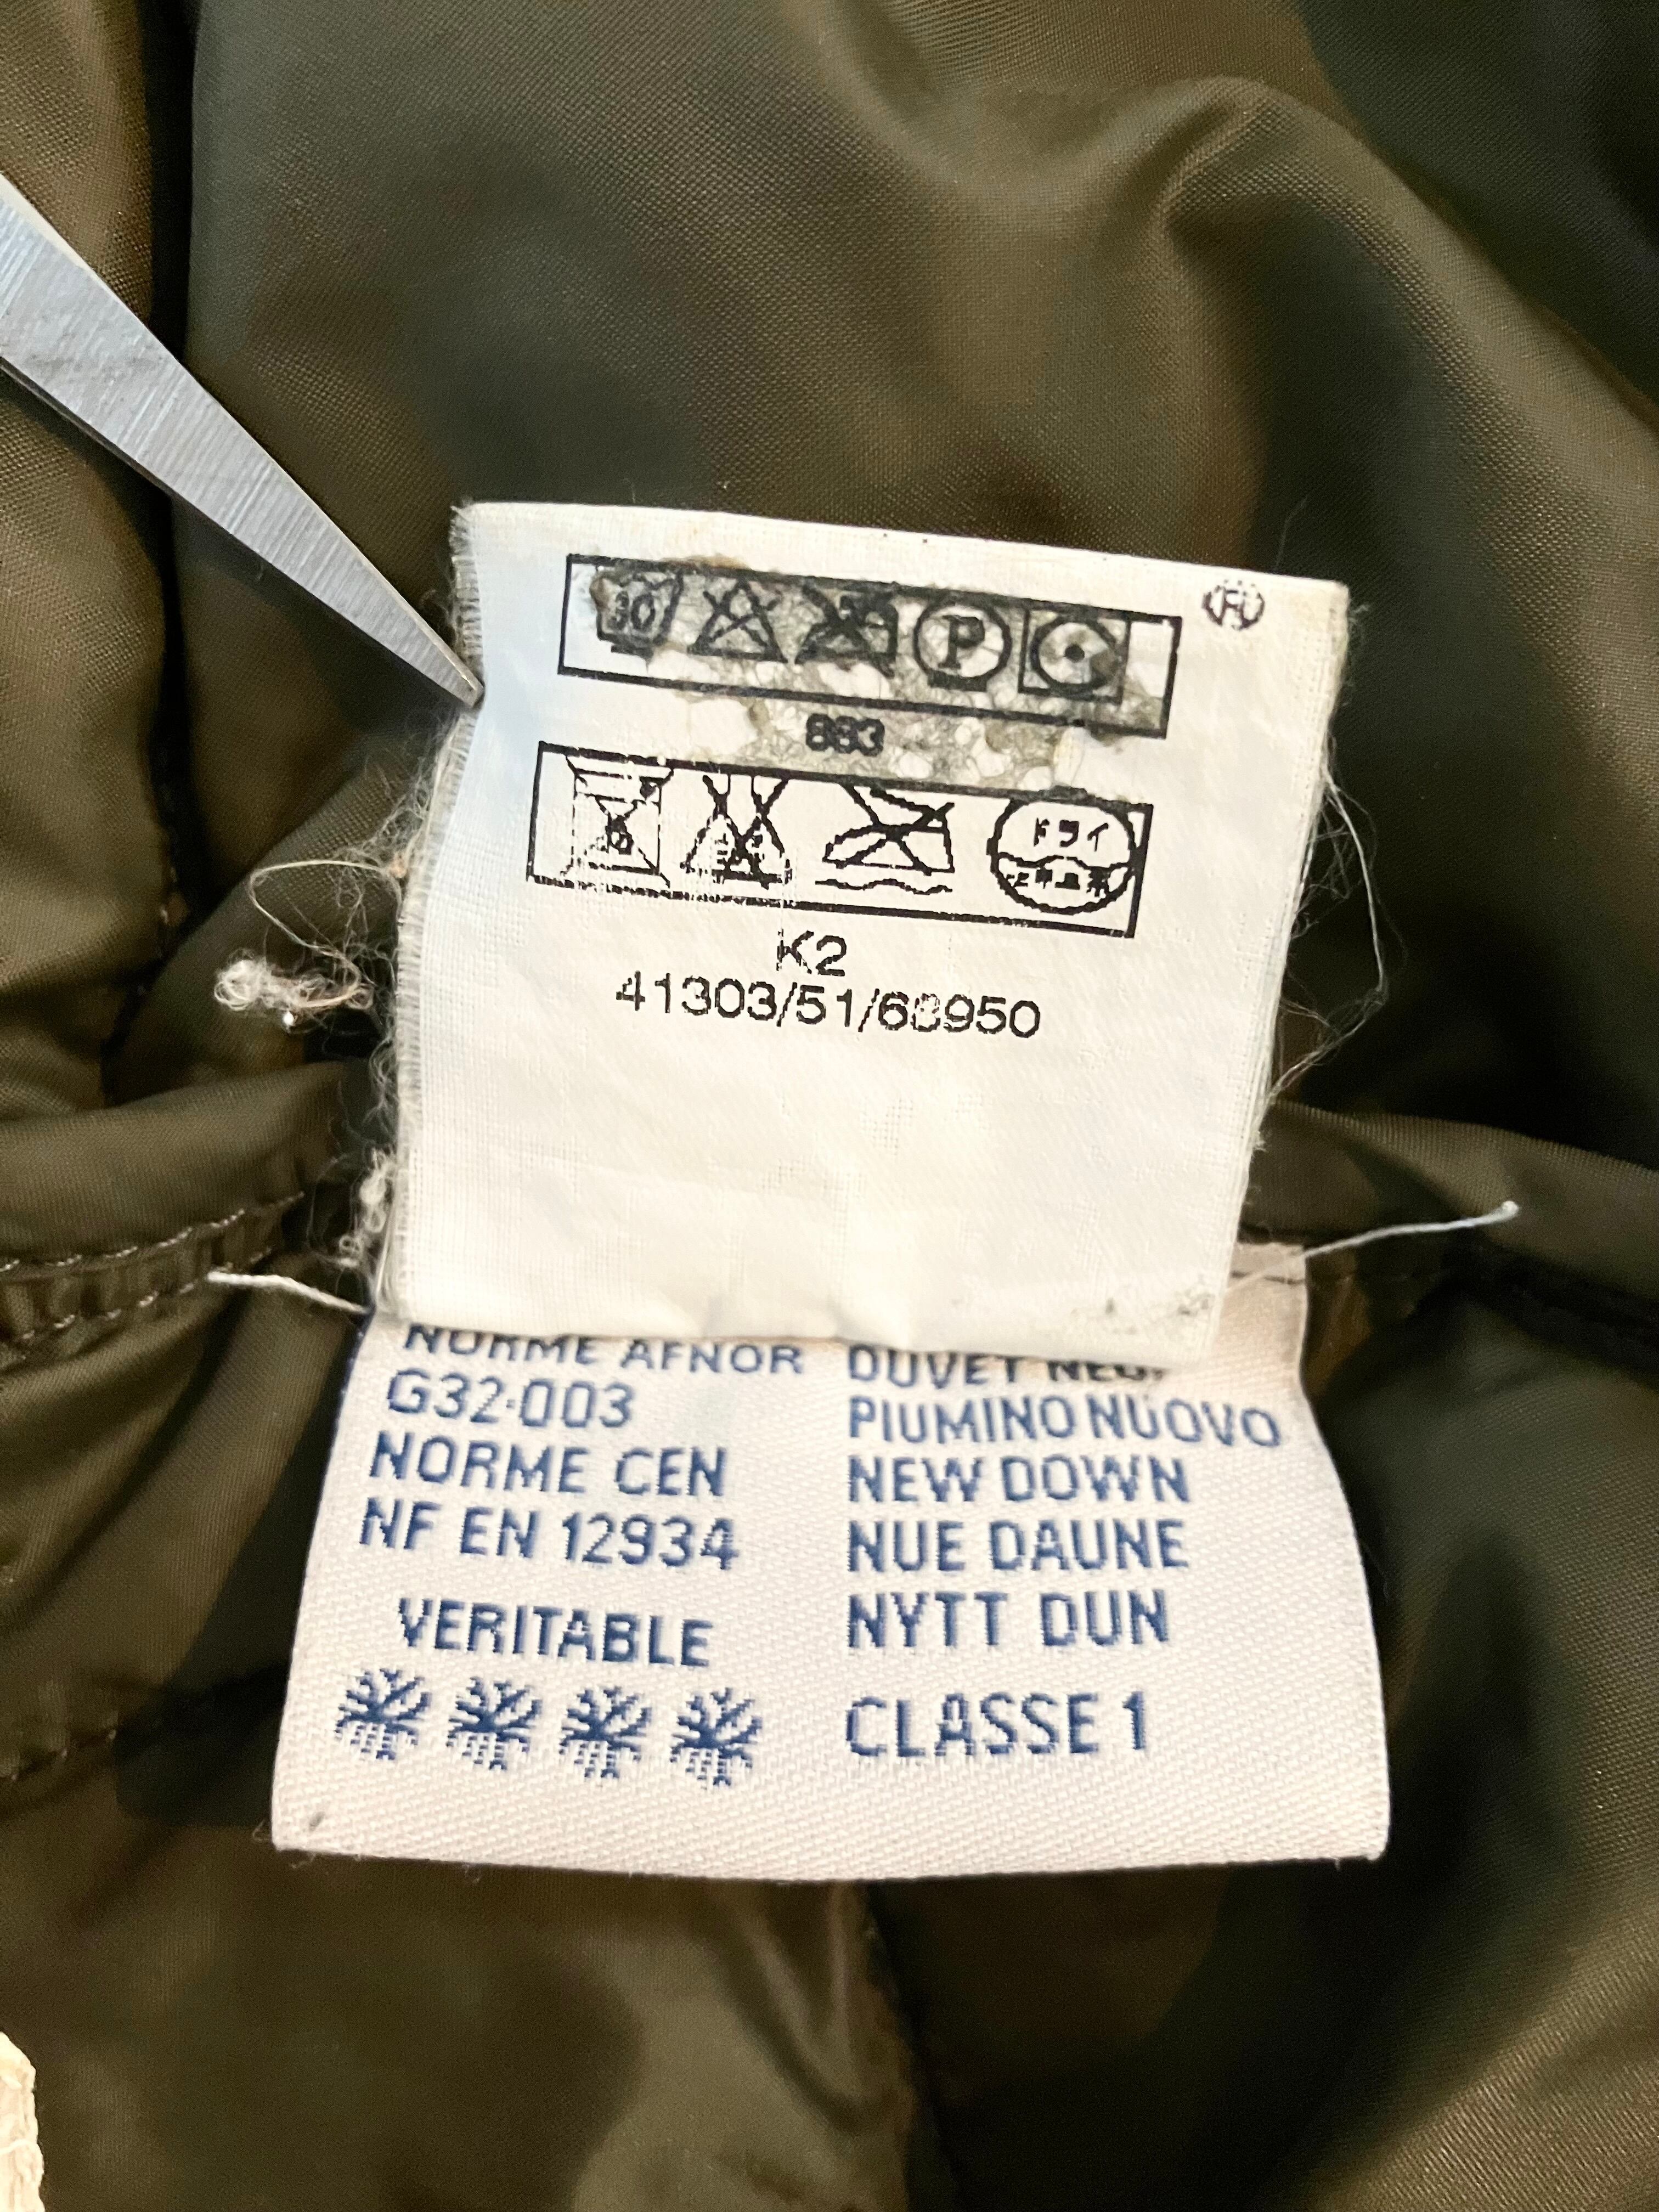 30 P
883
ドライ
K2
41303/51/68950
NORME AFNOR
G32·003
NORME CEN
NF EN 12934
VERITABLE
DUVET NEUF
PIUMINO NUOVO
NEW DOWN
NUE DAUNE
NYTT DUN
CLASSE 1